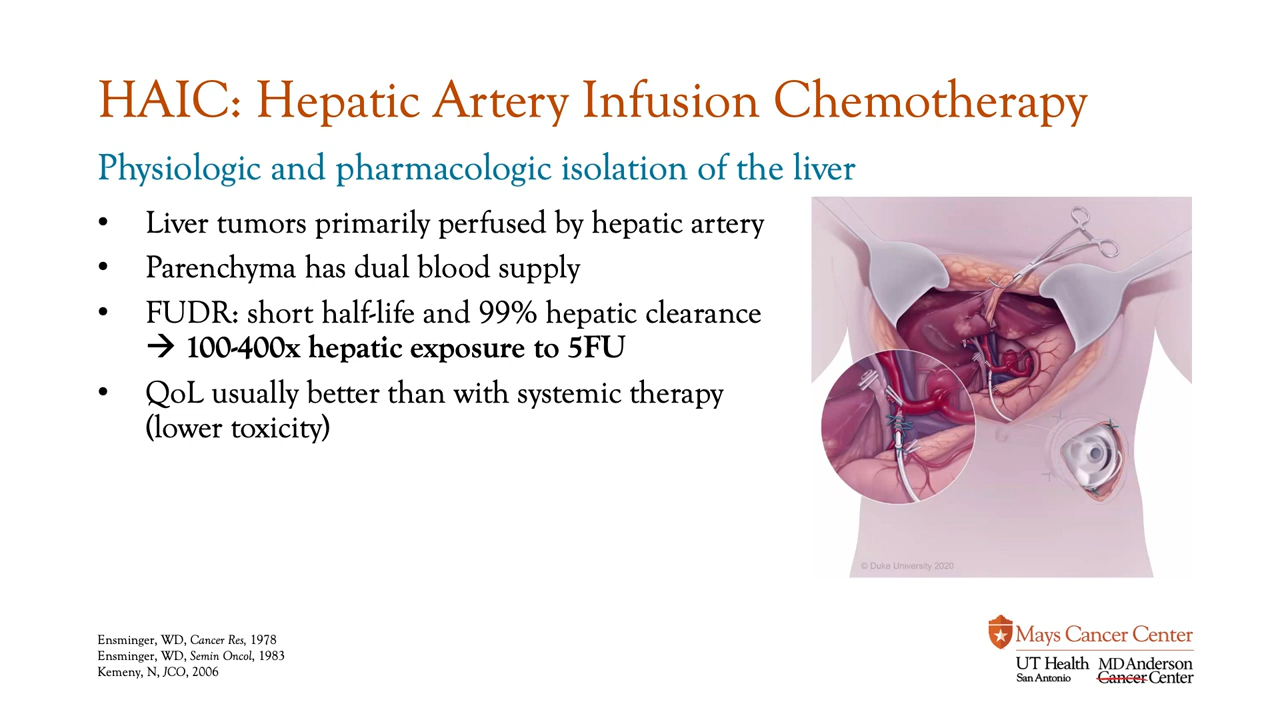 HAIC: Hepatic Artery Infusion Chemotherapy
Physiologic and pharmacologic isolation of the liver
• Liver tumors primarily perfused by hepatic artery
• Parenchyma has dual blood supply
• FUDR: short half-life and 99% hepatic clearance
→ 100-400x hepatic exposure to 5FU
• QoL usually better than with systemic therapy
(lower toxicity)
© Duke University 2020
Ensminger, WD, Cancer Res, 1978
Ensminger, WD, Semin Oncol, 1983
Kemeny, N, JCO, 2006
Mays Cancer Center
UT Health
San Antonio
MD Anderson
Cancer Center